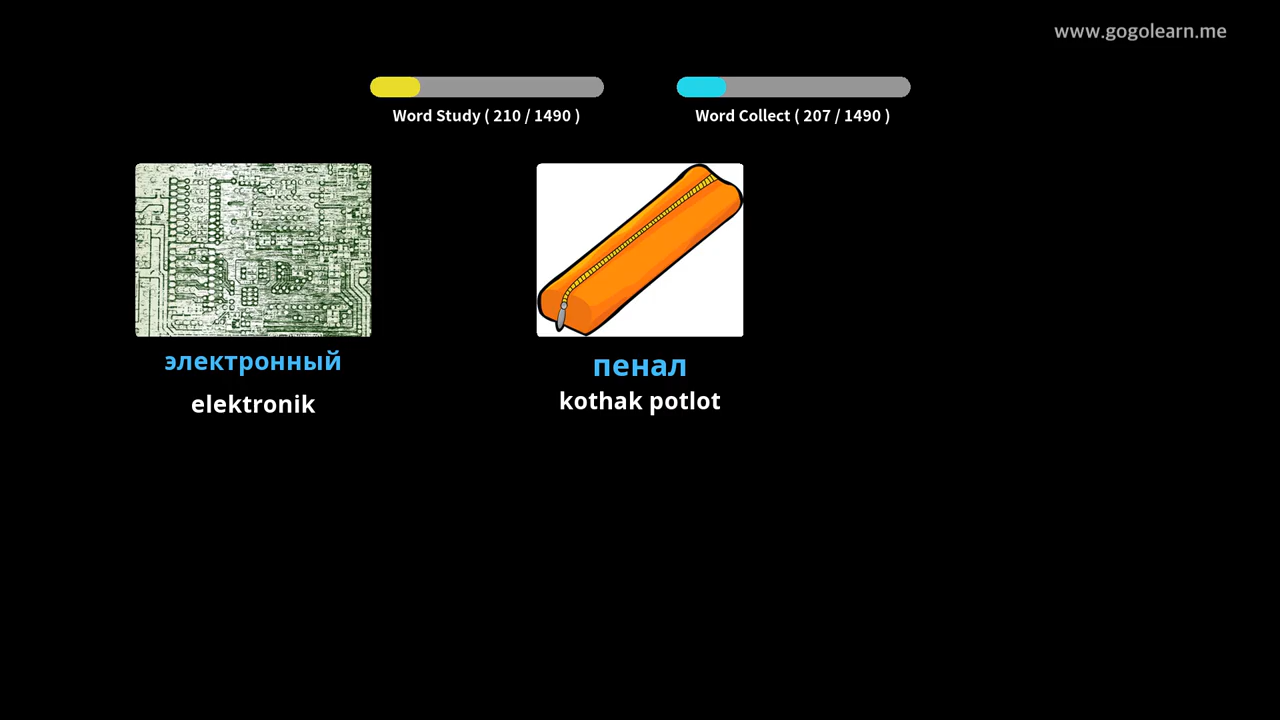 www.gogolearn.me
Word Study ( 210 / 1490 )
Word Collect ( 207 / 1490 )
электронный
elektronik
пенал
kothak potlot